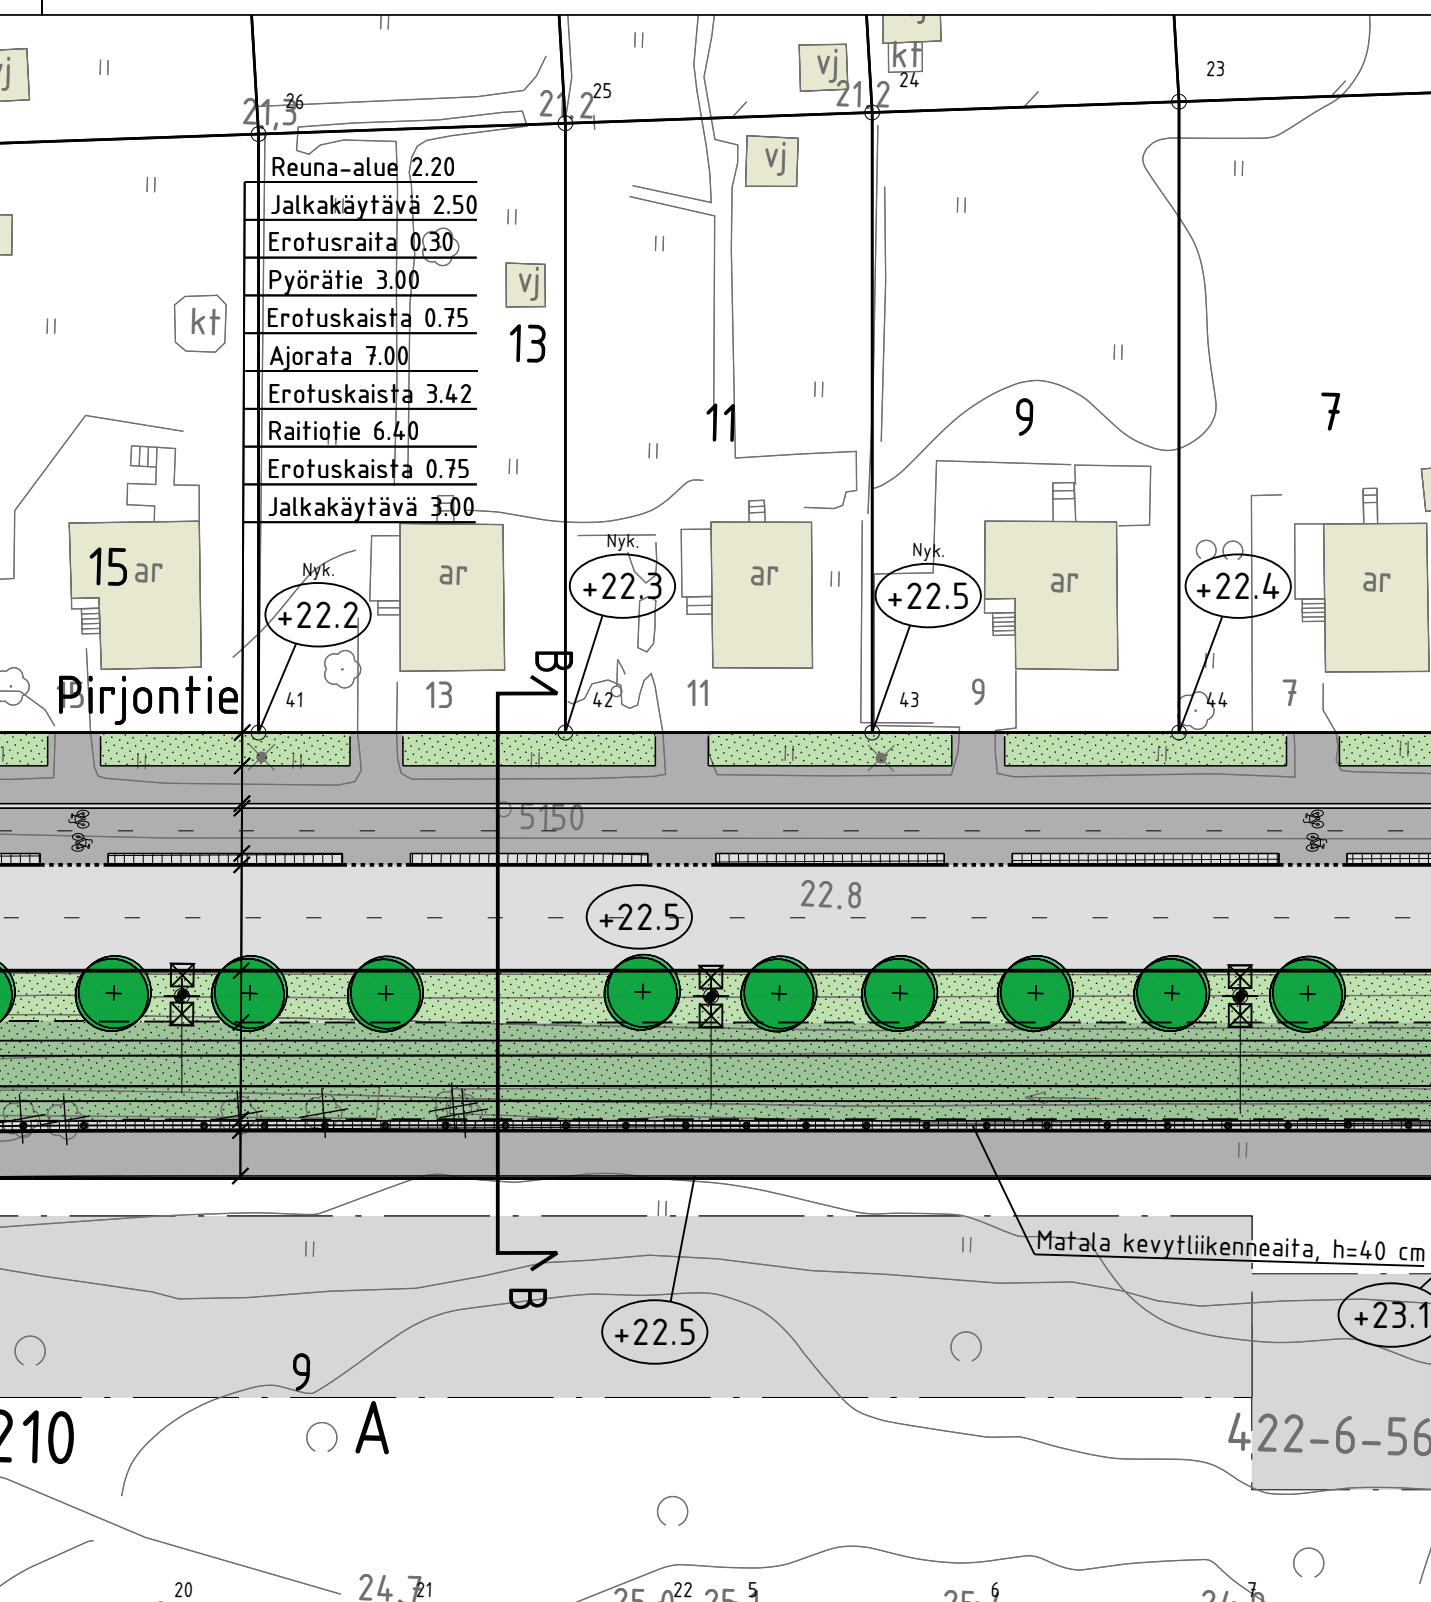 vj
vj
kt
24
23
21,3
26
21,2
25
21,2
vj
Reuna-alue 2.20
Jalkakäytävä 2.50
Erotusraita 0.30
Pyörätie 3.00
Erotuskaista 0.75
Ajorata 7.00
Erotuskaista 3.42
Raitiotie 6.40
Erotuskaista 0.75
Jalkakäytävä 3.00
vj
kt
13
11
9
7
15
ar
ar
ar
ar
ar
Nyk.
+22.2
Nyk.
+22.3
Nyk.
+22.5
+22.4
B
Pirjontie
15
41
13
42
11
43
9
44
7
5150
+22.5
22.8
Matala kevytliikenneaita, h=40 cm
B
+22.5
+23.1
9
210
A
422-6-56
20
24.7
21
22
5
6
7